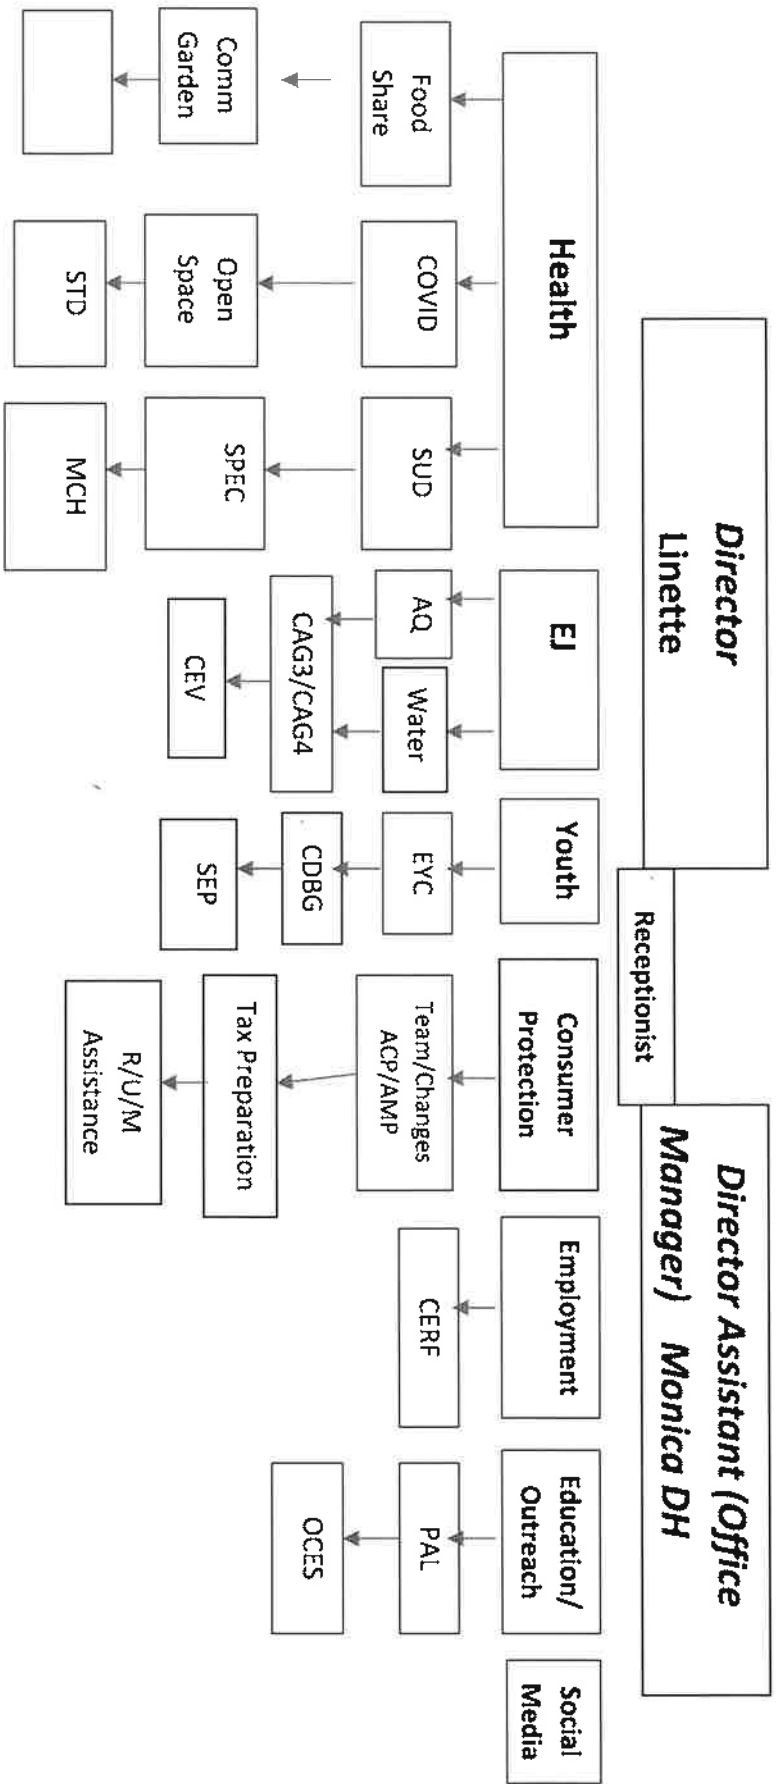 Director
Linette
Receptionist
Director Assistant (Office
Manager) Monica DH
Health
EJ
Youth
Consumer
Protection
Employment
Education/
Outreach
Social
Media
Food
Share
COVID
SUD
AQ
Water
EYC
Team/Changes
ACP/AMP
CERF
PAL
Comm
Garden
Open
Space
SPEC
CAG3/CAG4
CDBG
Tax Preparation
OCES
STD
MCH
CEV
SEP
R/U/M
Assistance